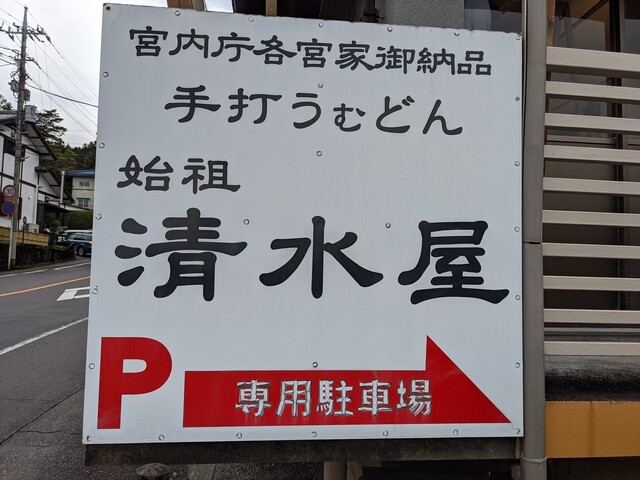 宮内庁各宮家御納品
手打うむどん
始祖
清水屋
P
専用駐車場